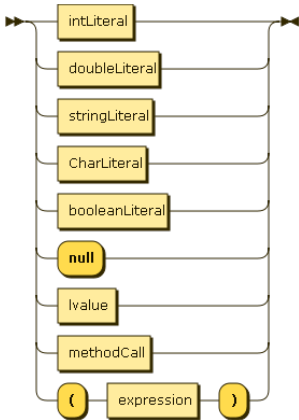 intLiteral
doubleLiteral
stringLiteral
CharLiteral
booleanLiteral
null
lvalue
methodCall
( expression )